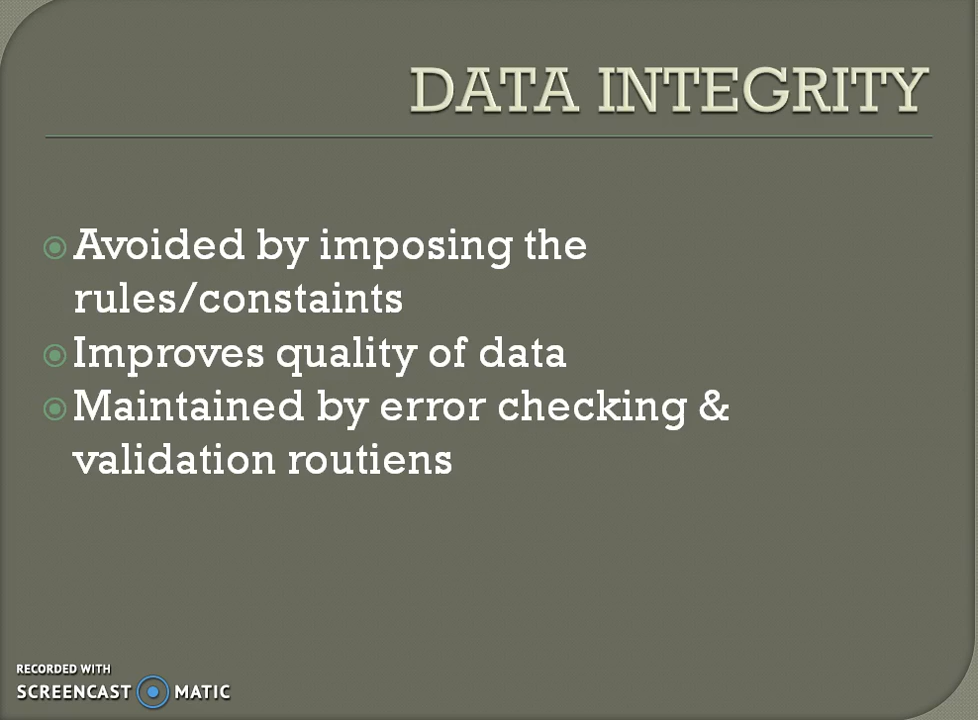 DATA INTEGRITY
Avoided by imposing the
rules/constaints
Improves quality of data
Maintained by error checking &
validation routiens
RECORDED WITH
SCREENCAST MATIC